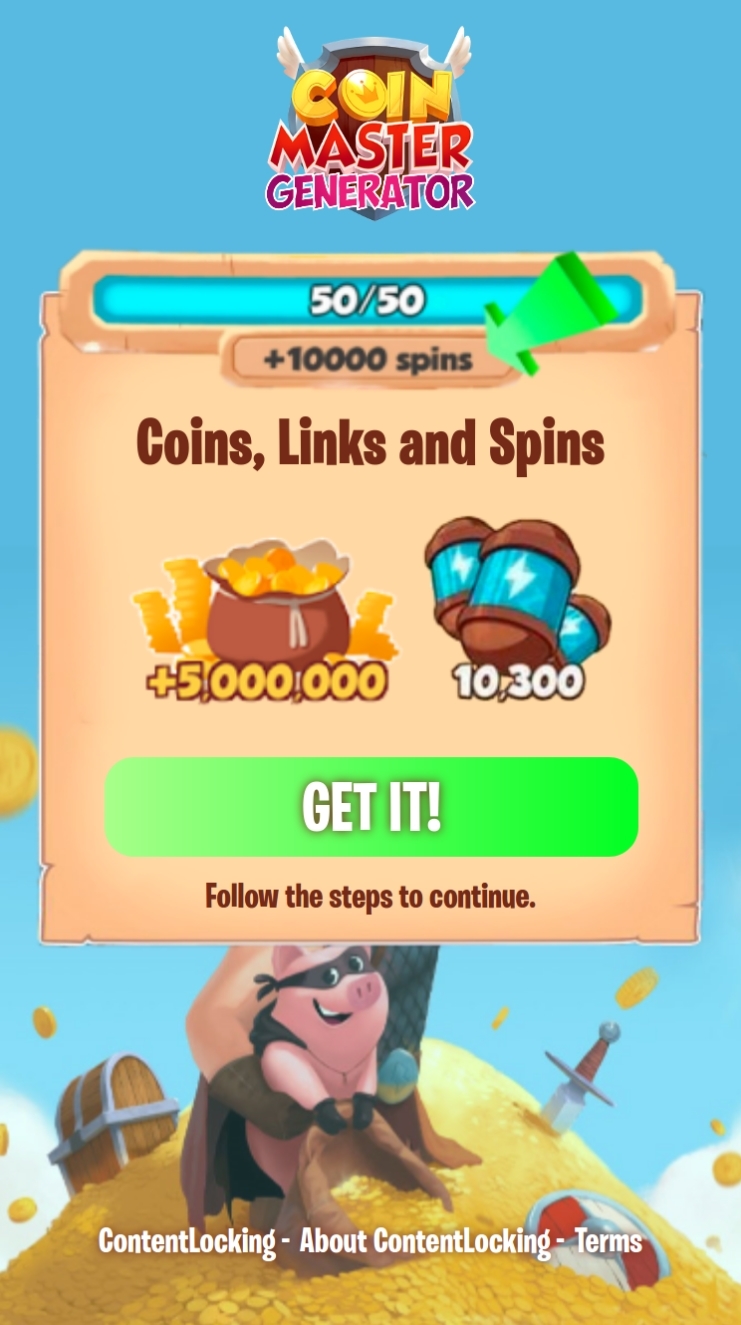 COIN
MASTER
GENERATOR
50/50
+10000 spins
Coins, Links and Spins
+5,000,000
10,300
GET IT!
Follow the steps to continue.
ContentLocking - About ContentLocking - Terms